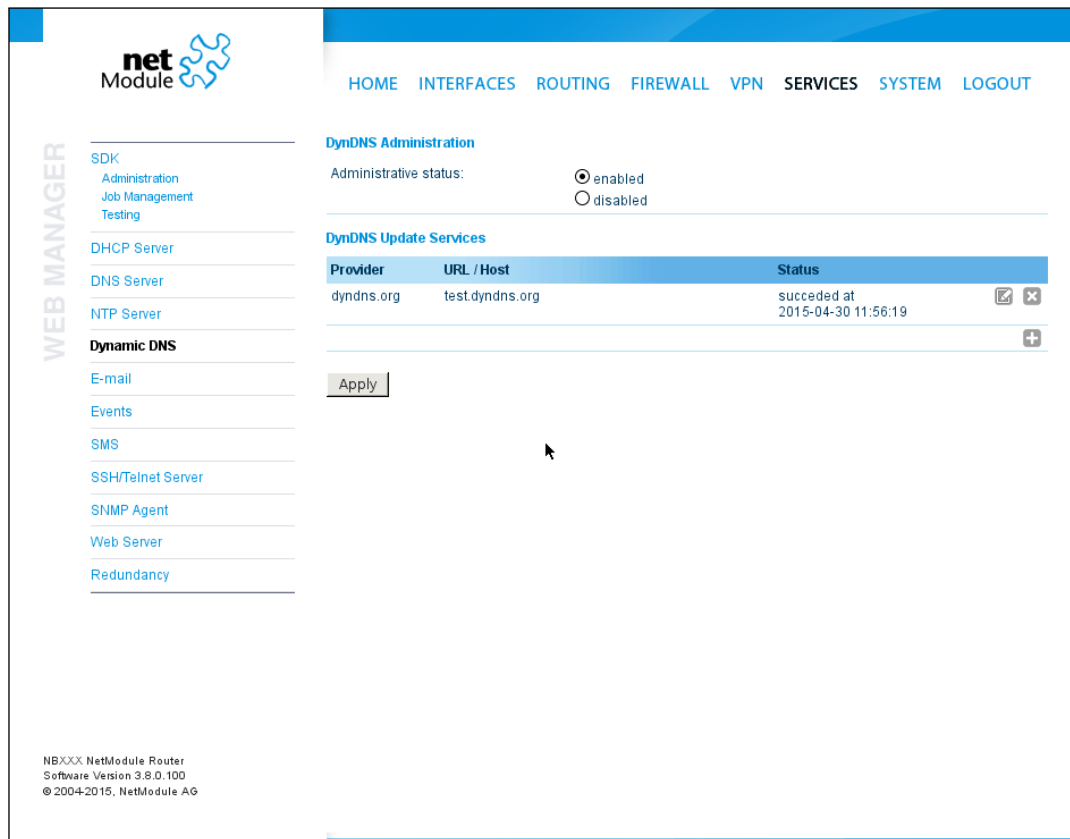 net
Module
HOME INTERFACES ROUTING FIREWALL VPN SERVICES SYSTEM LOGOUT
WEB MANAGER
SDK
Administration
Job Management
Testing
DHCP Server
DNS Server
NTP Server
Dynamic DNS
E-mail
Events
SMS
SSH/Telnet Server
SNMP Agent
Web Server
Redundancy
DynDNS Administration
Administrative status:
enabled
disabled
DynDNS Update Services
Provider URL / Host Status
dyndns.org test.dyndns.org succeded at
2015-04-30 11:56:19
Apply
NBXXX NetModule Router
Software Version 3.8.0.100
© 2004-2015, NetModule AG